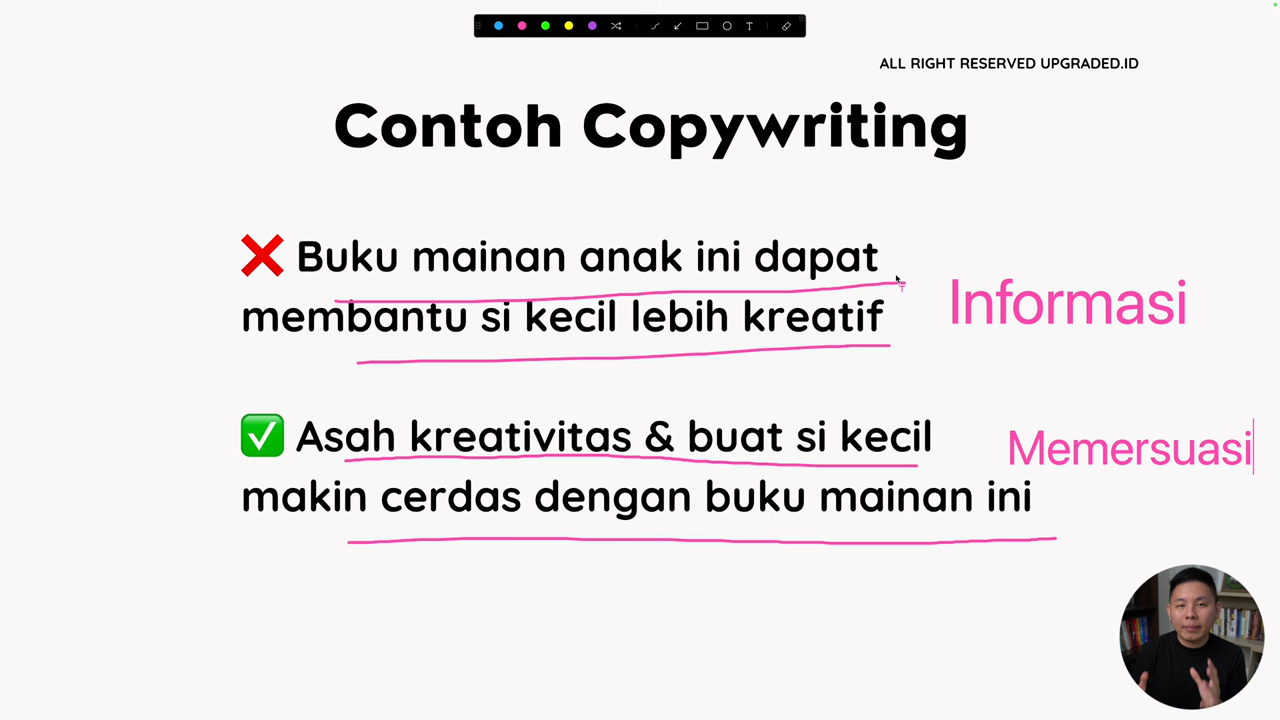 ALL RIGHT RESERVED UPGRADED.ID
Contoh Copywriting
❌ Buku mainan anak ini dapat
membantu si kecil lebih kreatif
Informasi
✅ Asah kreativitas & buat si kecil
makin cerdas dengan buku mainan ini
Memersuasi